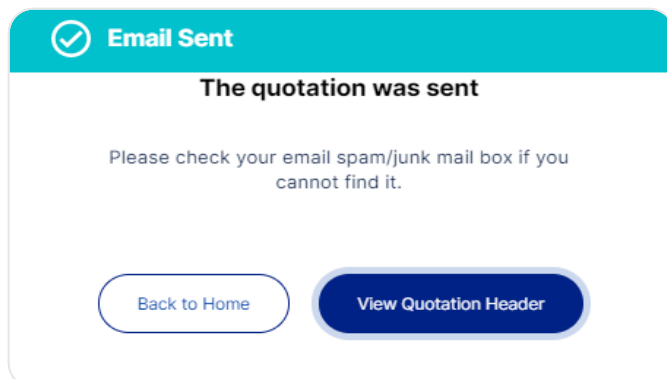 Email Sent
The quotation was sent
Please check your email spam/junk mail box if you
cannot find it.
Back to Home
View Quotation Header